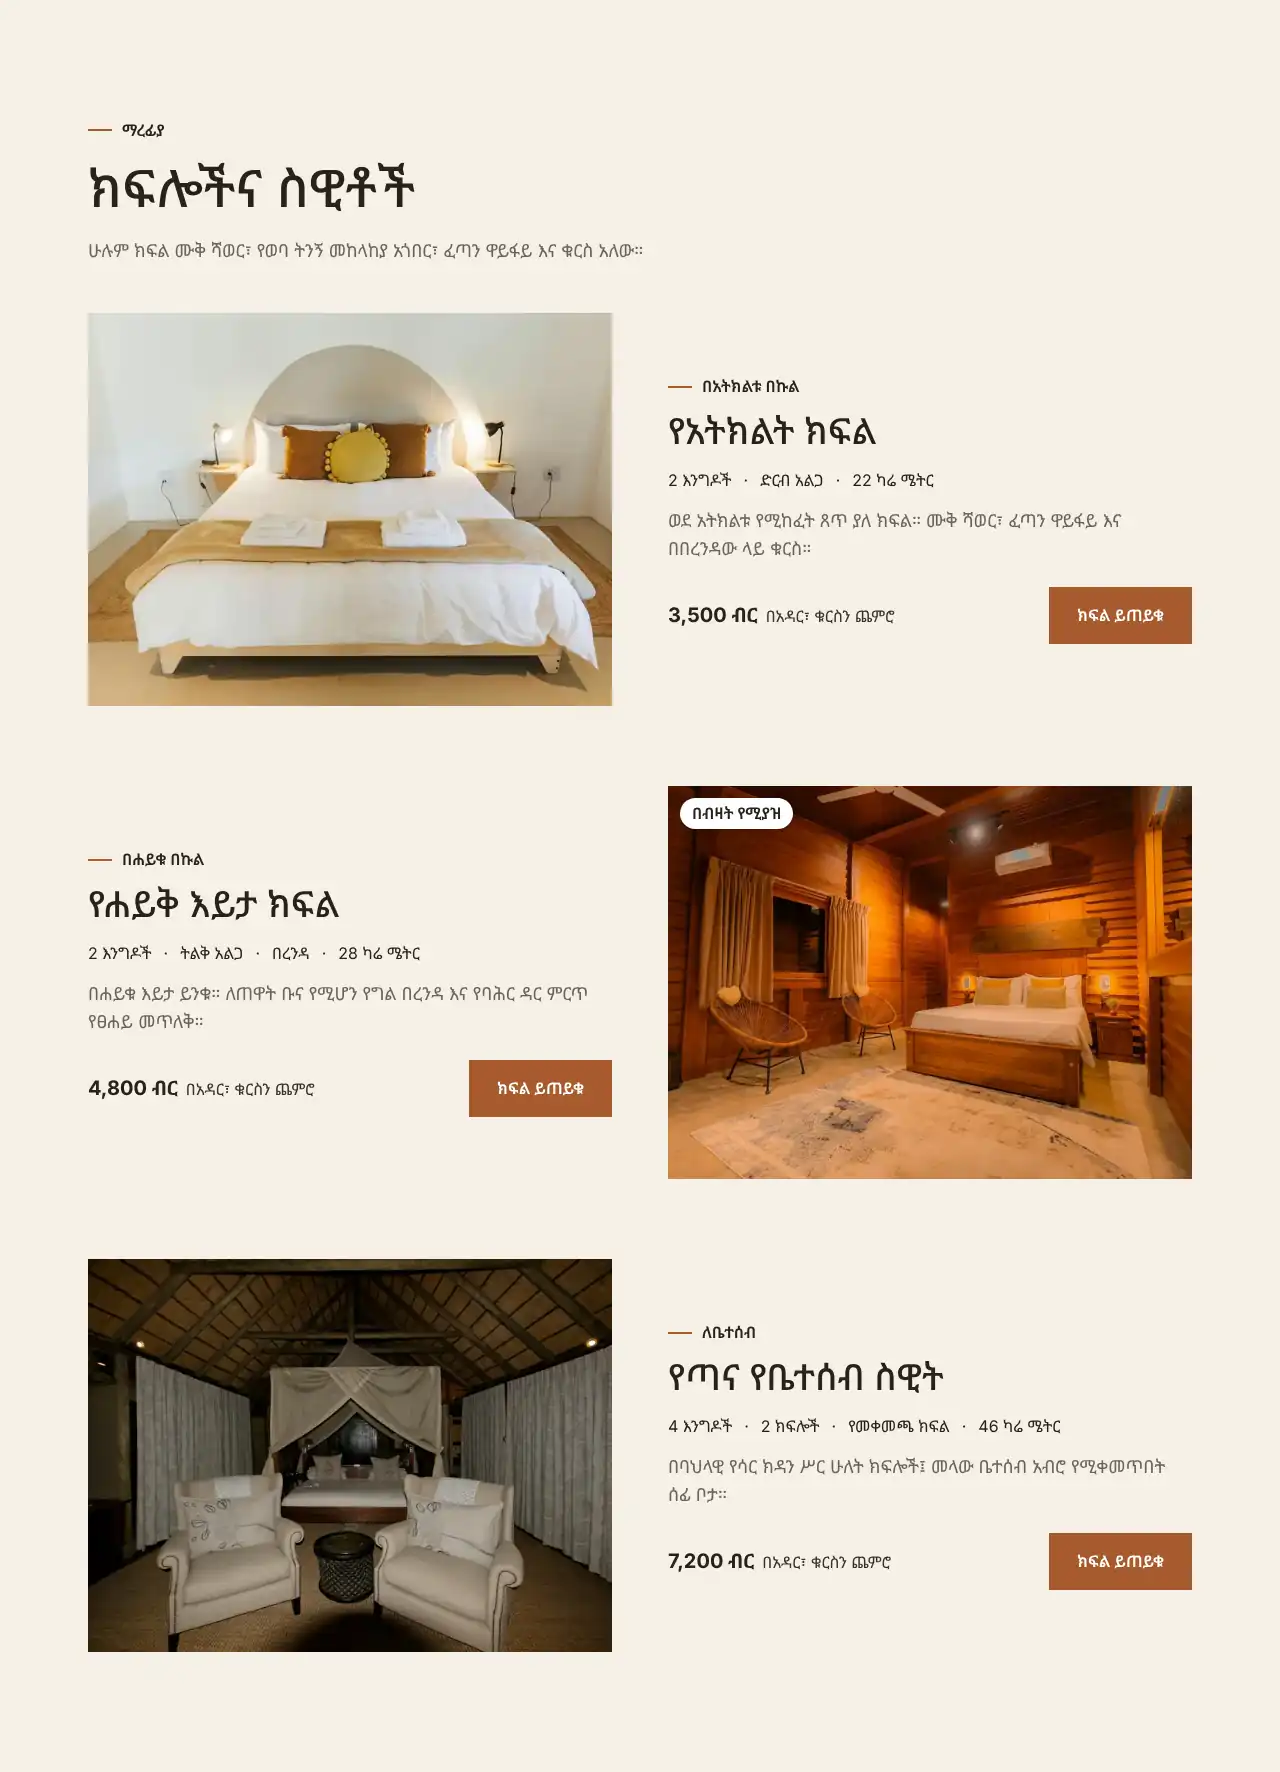 ማረፊያ
ክፍሎችና ስዊቶች
ሁሉም ክፍል ሙቅ ሻወር፣ የወባ ትንኝ መከላከያ አጎበር፣ ፈጣን ዋይፋይ እና ቁርስ አለው።
በአትክልቱ በኩል
የአትክልት ክፍል
2 እንግዶች · ድርብ አልጋ · 22 ካሬ ሜትር
ወደ አትክልቱ የሚከፈት ጸጥ ያለ ክፍል። ሙቅ ሻወር፣ ፈጣን ዋይፋይ እና
በበረንዳው ላይ ቁርስ።
3,500 ብር በአዳር፣ ቁርስን ጨምሮ
ክፍል ይጠይቁ
በብዛት የሚያዝ
በሐይቁ በኩል
የሐይቅ እይታ ክፍል
2 እንግዶች · ትልቅ አልጋ · በረንዳ · 28 ካሬ ሜትር
በሐይቁ እይታ ይንቁ። ለጠዋት ቡና የሚሆን የግል በረንዳ እና የባሕር ዳር ምርጥ
የፀሐይ መጥለቅ።
4,800 ብር በአዳር፣ ቁርስን ጨምሮ
ክፍል ይጠይቁ
ለቤተሰብ
የጣና የቤተሰብ ስዊት
4 እንግዶች · 2 ክፍሎች · የመቀመጫ ክፍል · 46 ካሬ ሜትር
በባህላዊ የሳር ክዳን ሥር ሁለት ክፍሎች፤ መላው ቤተሰብ አብሮ የሚቀመጥበት
ሰፊ ቦታ።
7,200 ብር በአዳር፣ ቁርስን ጨምሮ
ክፍል ይጠይቁ